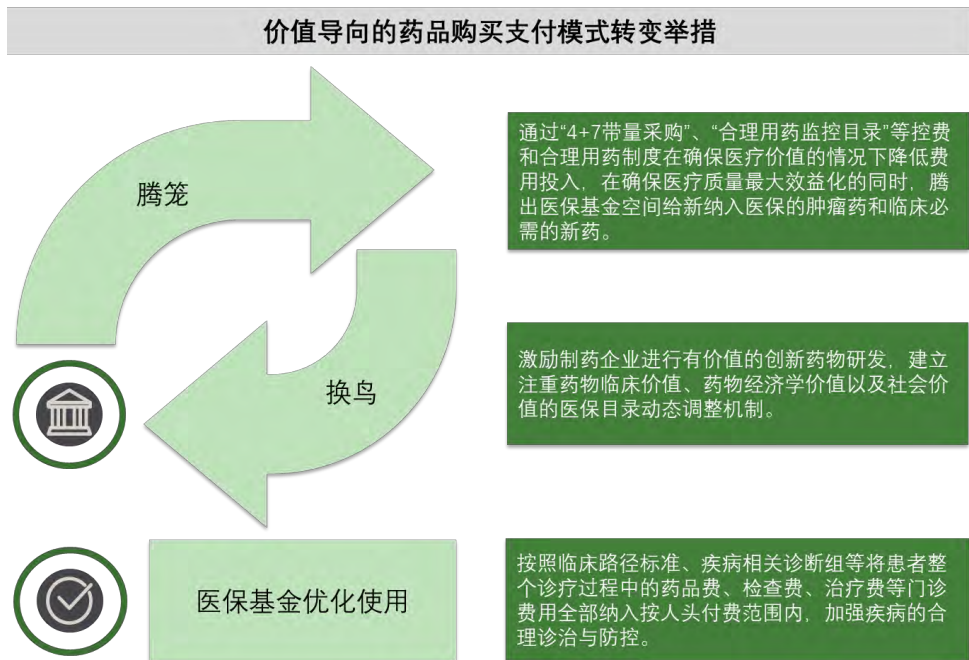 价值导向的药品购买支付模式转变举措
腾笼
通过“4+7带量采购”、“合理用药监控目录”等控费
和合理用药制度在确保医疗价值的情况下降低费
用投入，在确保医疗质量最大效益化的同时，腾
出医保基金空间给新纳入医保的肿瘤药和临床必
需的新药。
换鸟
激励制药企业进行有价值的创新药物研发，建立
注重药物临床价值、药物经济学价值以及社会价
值的医保目录动态调整机制。
医保基金优化使用
按照临床路径标准、疾病相关诊断组等将患者整
个诊疗过程中的药品费、检查费、治疗费等门诊
费用全部纳入按人头付费范围内，加强疾病的合
理诊治与防控。